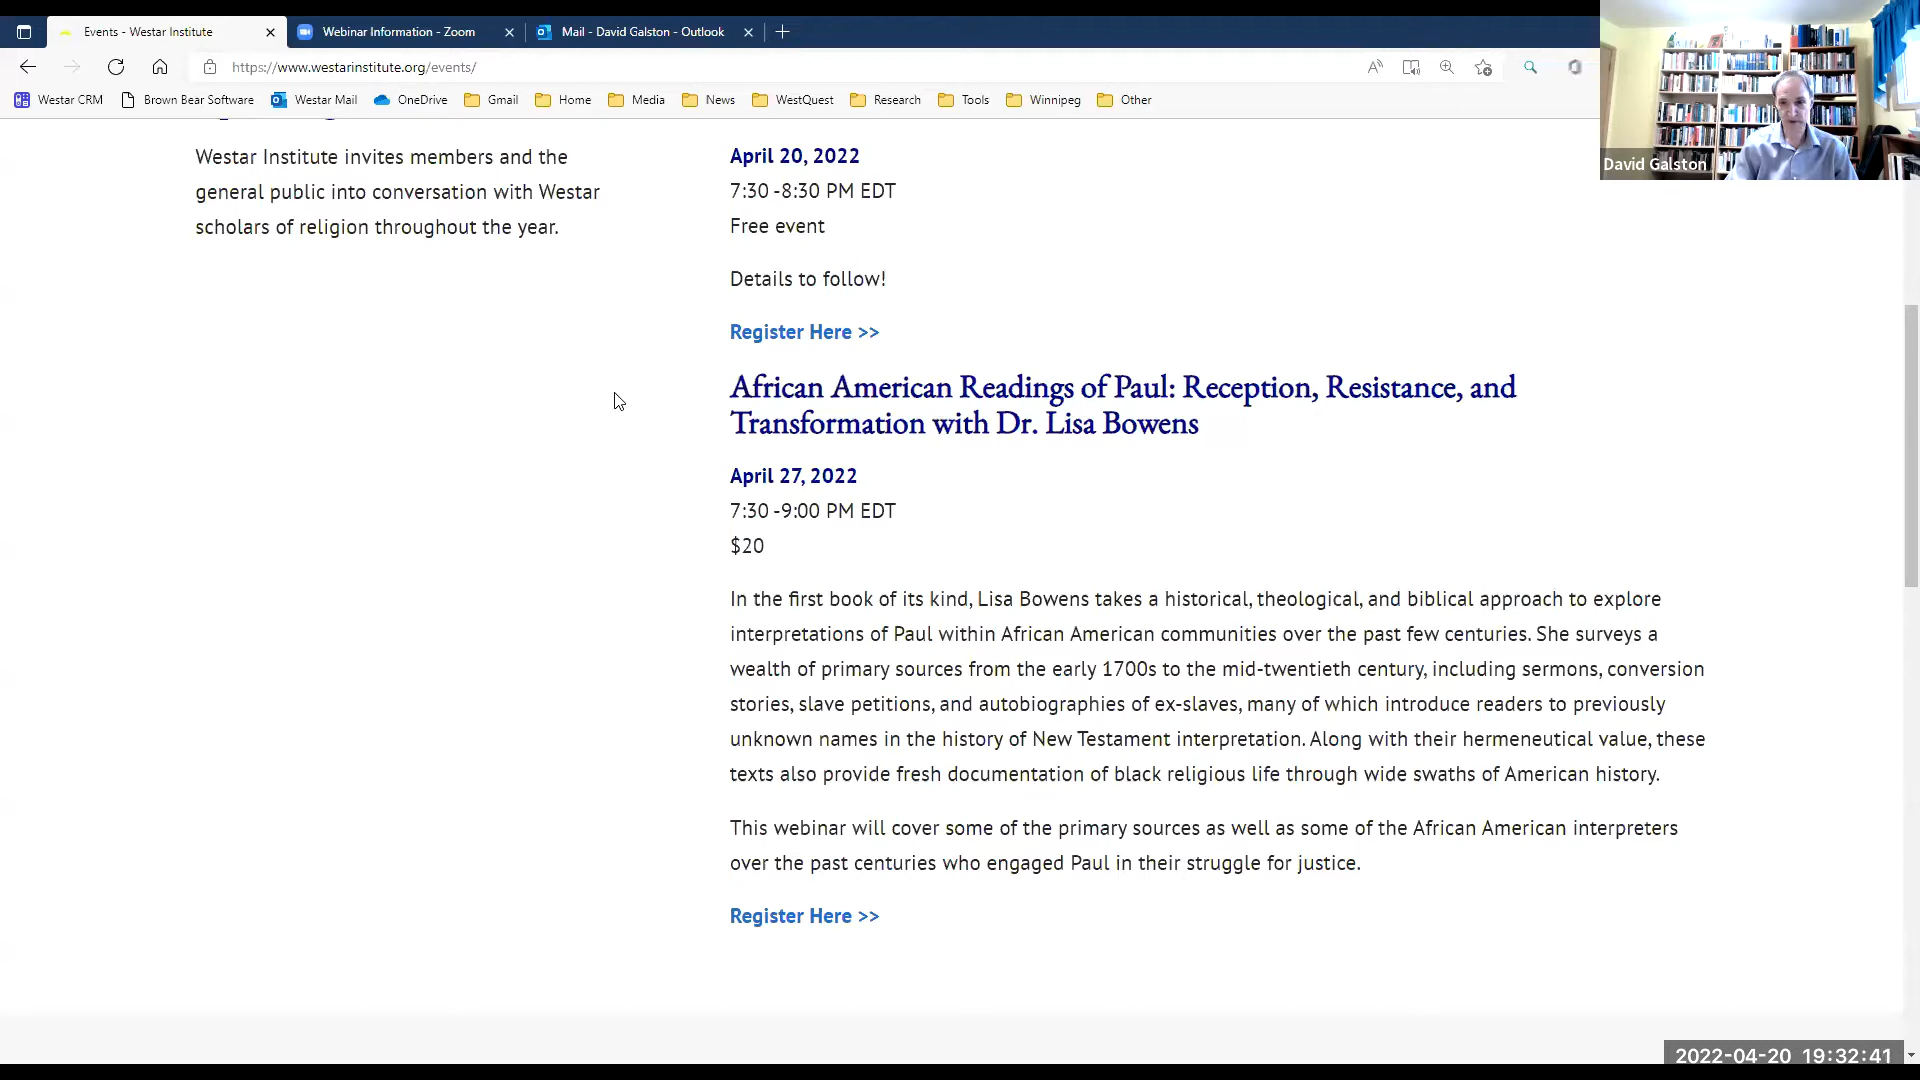 Events - Westar Institute
Webinar Information - Zoom
Mail - David Galston - Outlook
https://www.westarinstitute.org/events/
Westar CRM
Brown Bear Software
Westar Mail
OneDrive
Gmail
Home
Media
News
WestQuest
Research
Tools
Winnipeg
Other
David Galston
Westar Institute invites members and the
general public into conversation with Westar
scholars of religion throughout the year.
April 20, 2022
7:30 -8:30 PM EDT
Free event
Details to follow!
Register Here >>
African American Readings of Paul: Reception, Resistance, and
Transformation with Dr. Lisa Bowens
April 27, 2022
7:30 -9:00 PM EDT
$20
In the first book of its kind, Lisa Bowens takes a historical, theological, and biblical approach to explore
interpretations of Paul within African American communities over the past few centuries. She surveys a
wealth of primary sources from the early 1700s to the mid-twentieth century, including sermons, conversion
stories, slave petitions, and autobiographies of ex-slaves, many of which introduce readers to previously
unknown names in the history of New Testament interpretation. Along with their hermeneutical value, these
texts also provide fresh documentation of black religious life through wide swaths of American history.
This webinar will cover some of the primary sources as well as some of the African American interpreters
over the past centuries who engaged Paul in their struggle for justice.
Register Here >>
2022-04-20 19:32:41